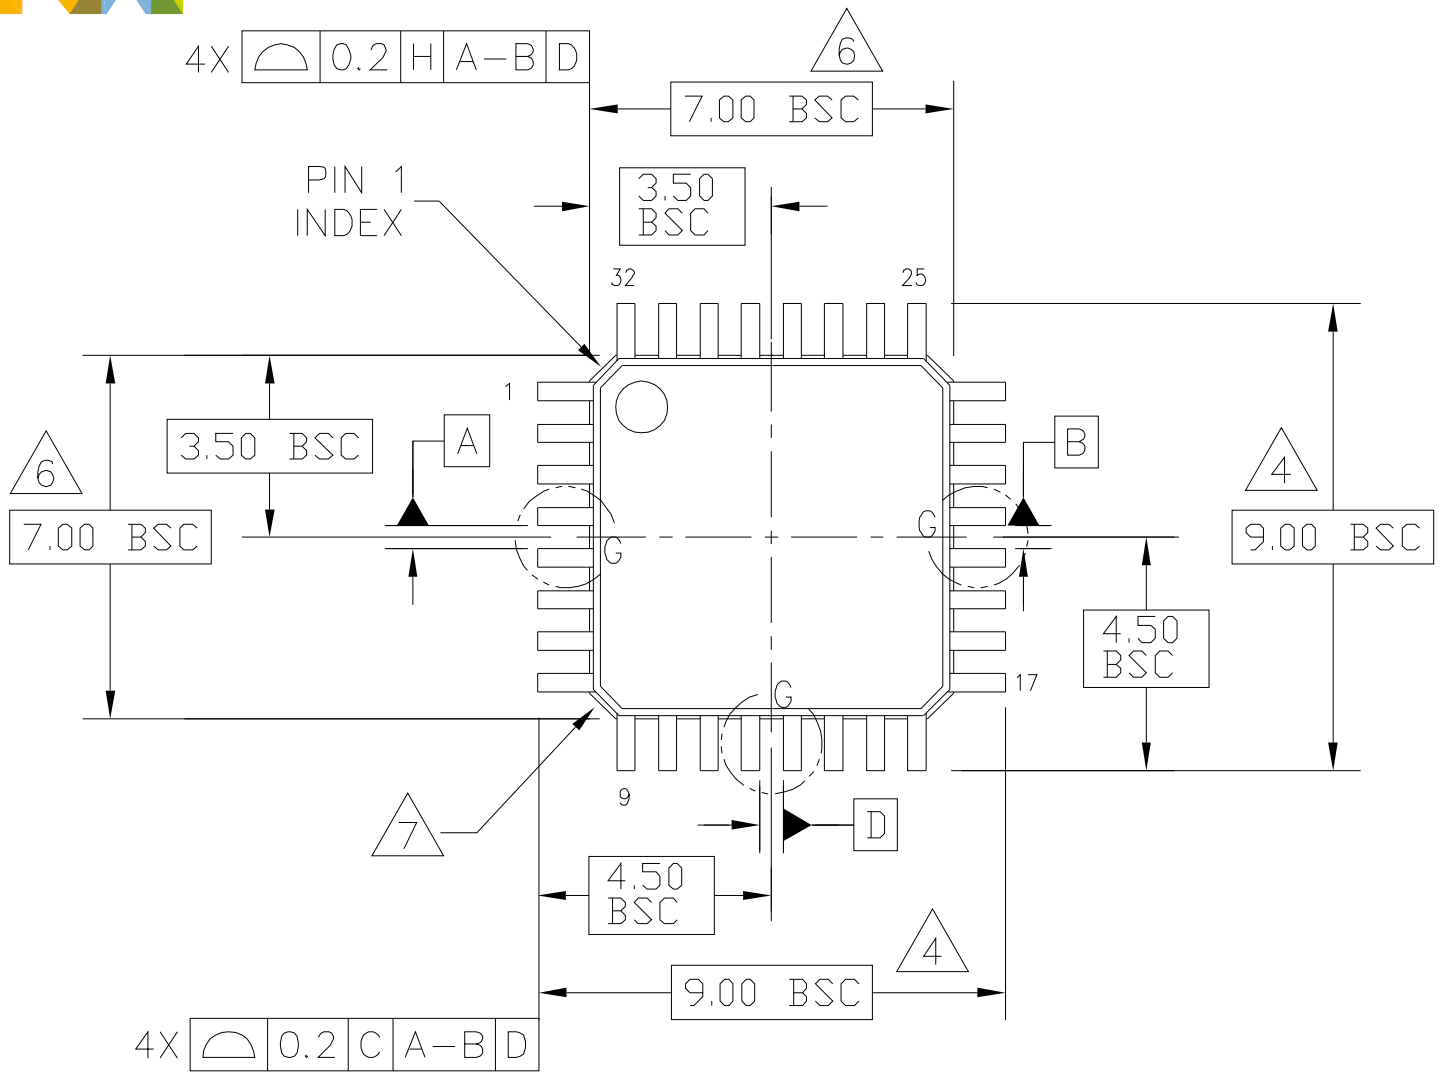 4X 0.2 H A-B D
6
7.00 BSC
3.50
BSC
PIN 1
INDEX
32
25
1
3.50 BSC
A
B
6
4
7.00 BSC
9.00 BSC
G
G
4.50
BSC
17
G
9
7
D
4.50
BSC
4
9.00 BSC
4X 0.2 C A-B D